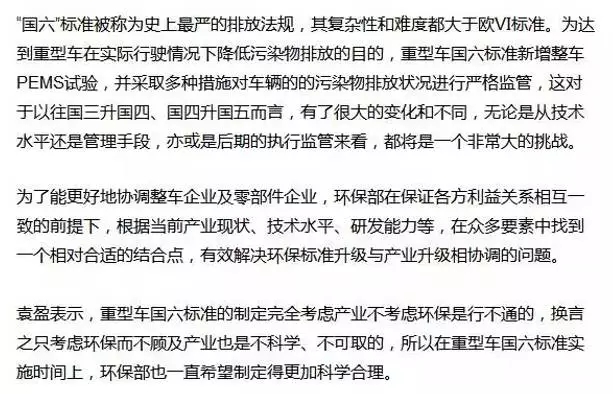 “国六”标准被称为史上最严的排放法规，其复杂性和难度都大于欧VI标准。为达
到重型车在实际行驶情况下降低污染物排放的目的，重型车国六标准新增整车
PEMS试验，并采取多种措施对车辆的的污染物排放状况进行严格监管，这对
于以往国三升国四、国四升国五而言，有了很大的变化和不同，无论是从技术
水平还是管理手段，亦或是后期的执行监管来看，都将是一个非常大的挑战。
为了能更好地协调整车企业及零部件企业，环保部在保证各方利益关系相互一
致的前提下，根据当前产业现状、技术水平、研发能力等，在众多要素中找到
一个相对合适的结合点，有效解决环保标准升级与产业升级相协调的问题。
袁盈表示，重型车国六标准的制定完全考虑产业不考虑环保是行不通的，换言
之只考虑环保而不顾及产业也是不科学、不可取的，所以在重型车国六标准实
施时间上，环保部也一直希望制定得更加科学合理。